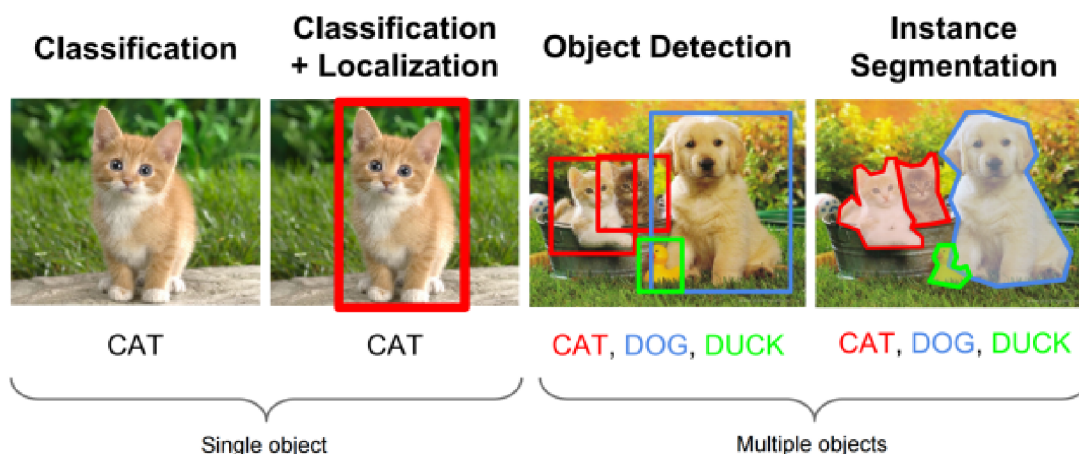 Classification
Classification
+ Localization
Object Detection
Instance
Segmentation
CAT
CAT
CAT, DOG, DUCK
CAT, DOG, DUCK
Single object
Multiple objects